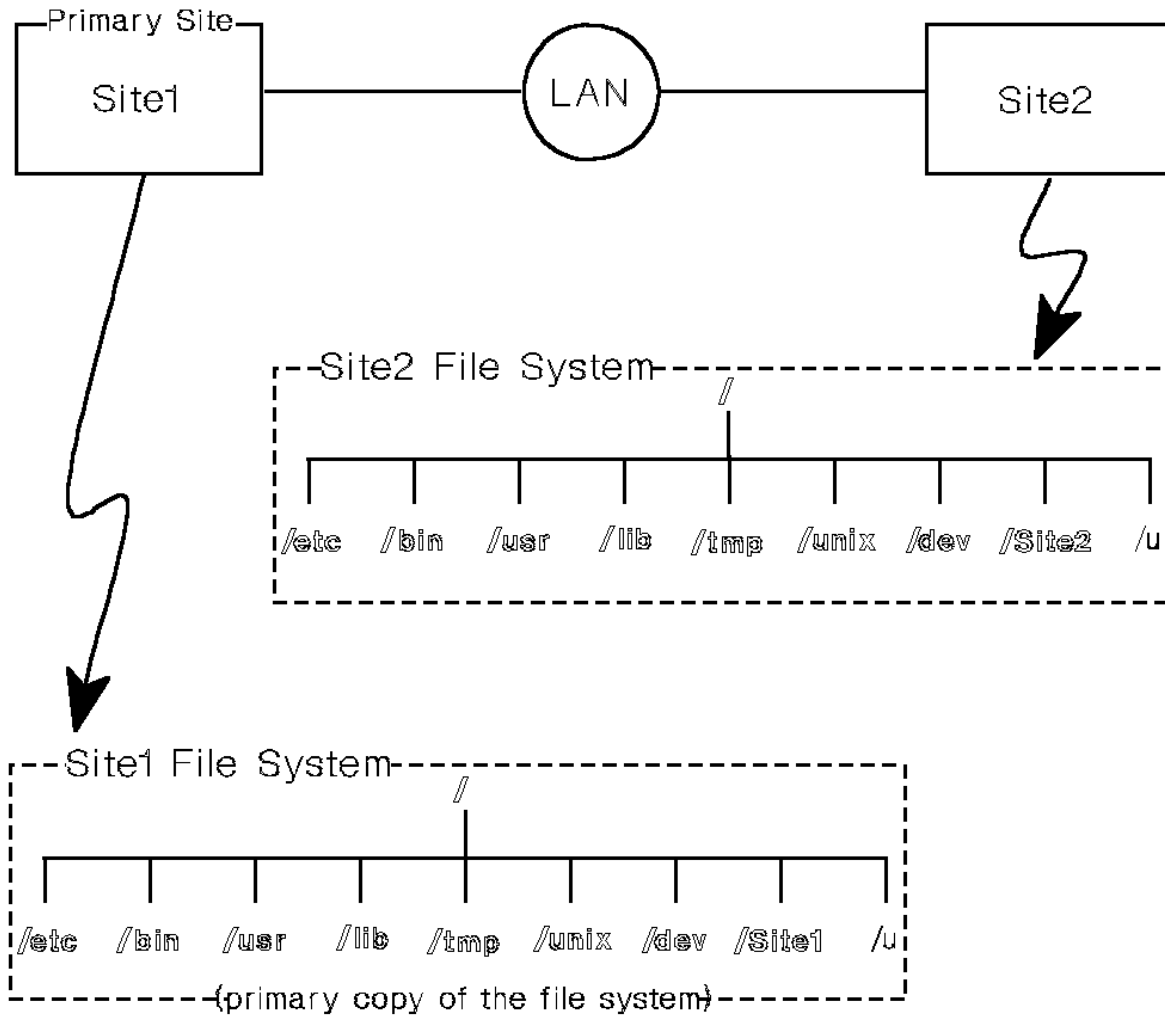 Primary Site
Site1
LAN
Site2
Site2 File System
/
/etc /bin /usr /lib /tmp /unix /dev /Site2 /u
Site1 File System
/
/etc /bin /usr /lib /tmp /unix /dev /Site1 /u
(primary copy of the file system)